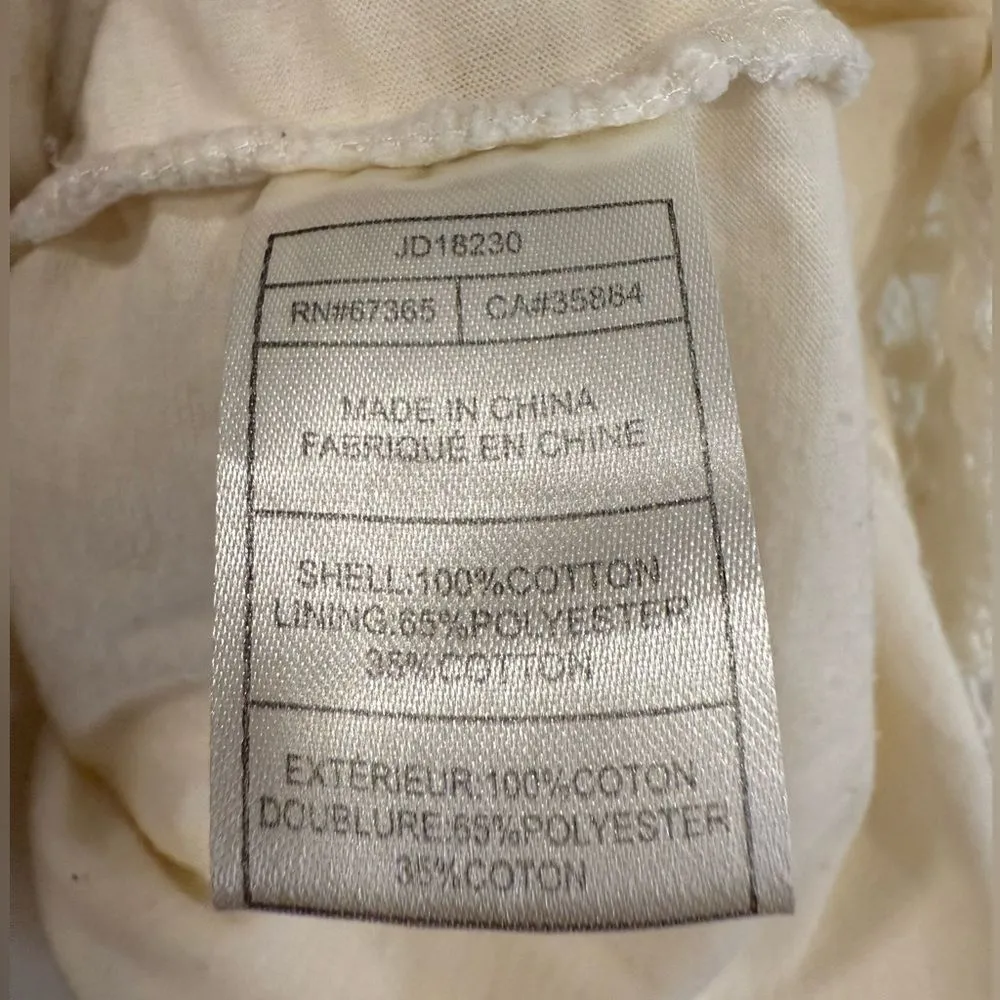 JD18230
RN#67365 CA#35884
MADE IN CHINA
FABRIQUÉ EN CHINE
SHELL:100%COTTON
LINING:65%POLYESTER
35%COTTON
EXTÉRIEUR:100%COTON
DOUBLURE:65%POLYESTER
35%COTON